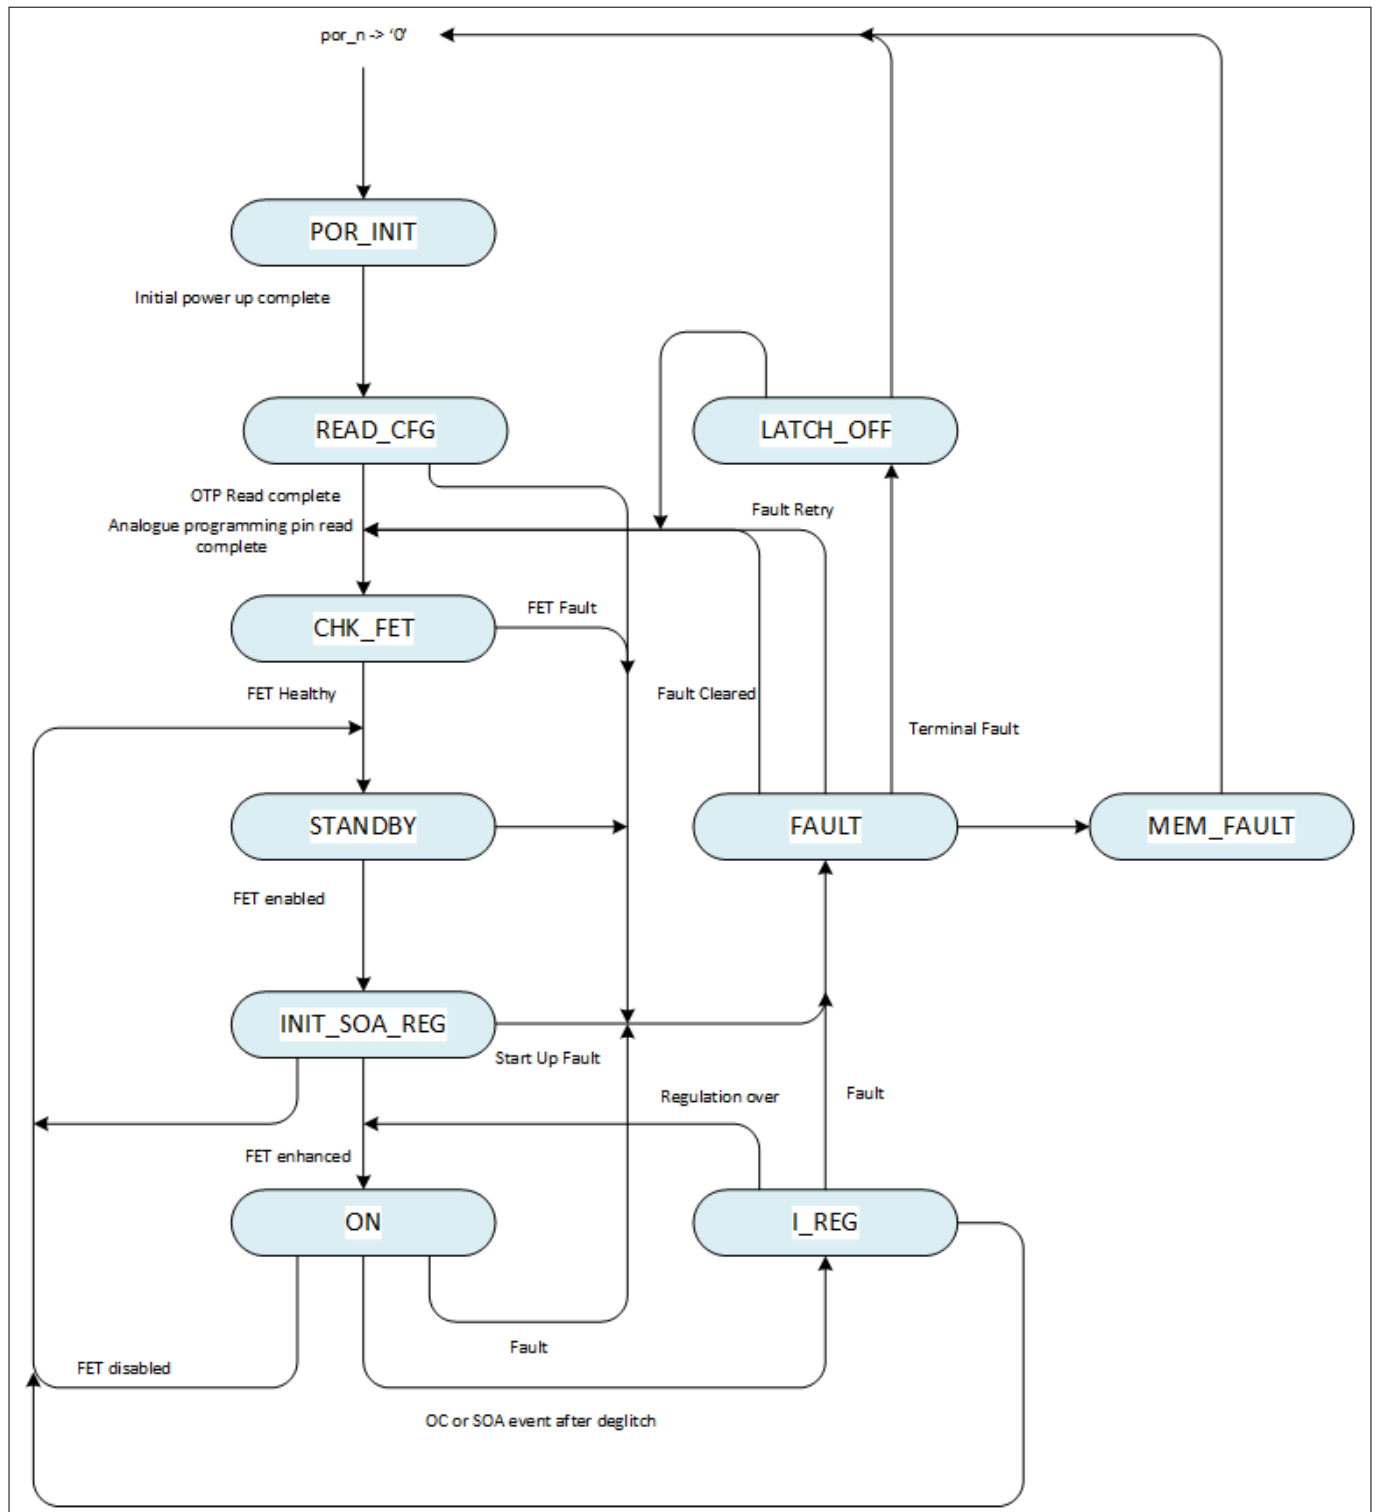 por_n -> ‘0’
POR_INIT
Initial power up complete
READ_CFG
LATCH_OFF
OTP Read complete
Analogue programming pin read
complete
Fault Retry
CHK_FET
FET Fault
FET Healthy
Fault Cleared
Terminal Fault
STANDBY
FAULT
MEM_FAULT
FET enabled
INIT_SOA_REG
Start Up Fault
Regulation over
Fault
FET enhanced
ON
I_REG
Fault
FET disabled
OC or SOA event after deglitch